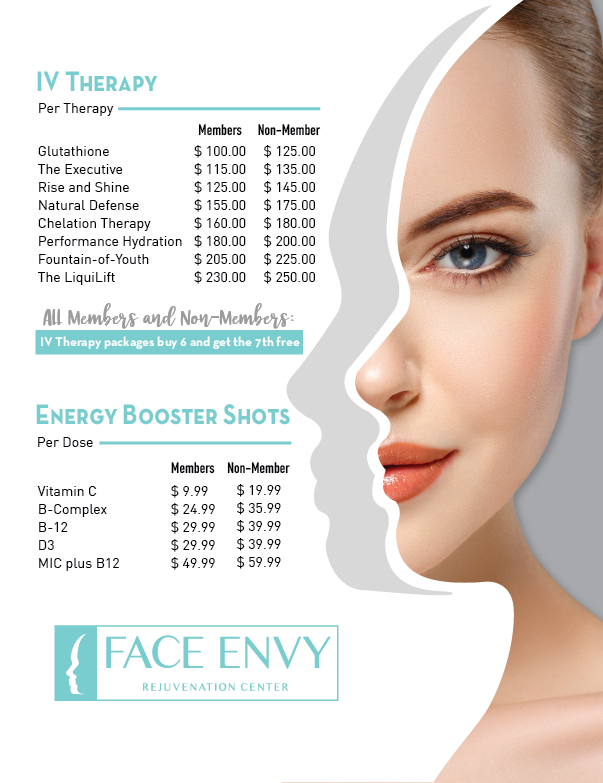 IV Therapy
Per Therapy
Members Non-Member
Glutathione $ 100.00 $ 125.00
The Executive $ 115.00 $ 135.00
Rise and Shine $ 125.00 $ 145.00
Natural Defense $ 155.00 $ 175.00
Chelation Therapy $ 160.00 $ 180.00
Performance Hydration $ 180.00 $ 200.00
Fountain-of-Youth $ 205.00 $ 225.00
The LiquiLift $ 230.00 $ 250.00
All Members and Non-Members:
IV Therapy packages buy 6 and get the 7th free
Energy Booster Shots
Per Dose
Members Non-Member
Vitamin C $ 9.99 $ 19.99
B-Complex $ 24.99 $ 35.99
B-12 $ 29.99 $ 39.99
D3 $ 29.99 $ 39.99
MIC plus B12 $ 49.99 $ 59.99
FACE ENVY
REJUVENATION CENTER